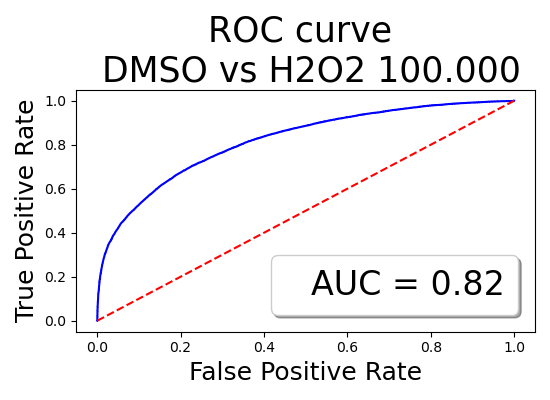 ROC curve
DMSO vs H2O2 100.000
True Positive Rate
1.0
0.8
0.6
0.4
0.2
0.0
AUC = 0.82
0.0 0.2 0.4 0.6 0.8 1.0
False Positive Rate